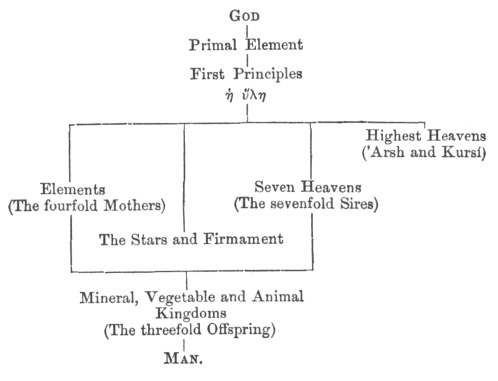 GOD
Primal Element
First Principles
ἡ ὕλη
Highest Heavens
('Arsh and Kursí)
Elements
(The fourfold Mothers)
Seven Heavens
(The sevenfold Sires)
The Stars and Firmament
Mineral, Vegetable and Animal
Kingdoms
(The threefold Offspring)
MAN.